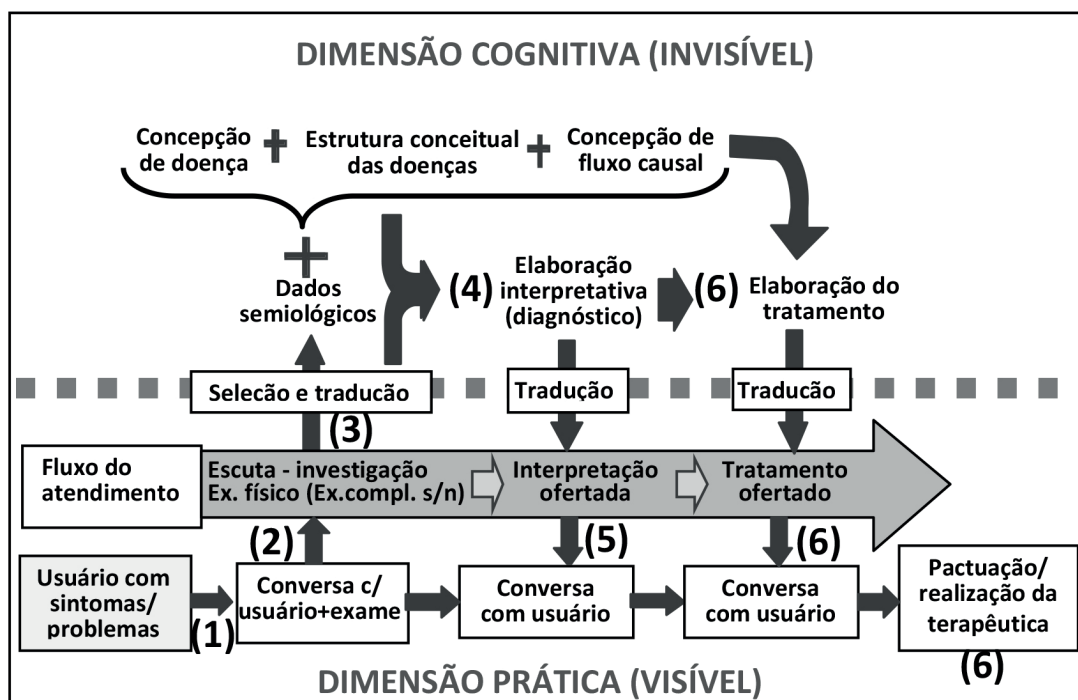 DIMENSÃO COGNITIVA (INVISÍVEL)
Concepção
de doença
+
Estrutura conceitual
das doenças
+
Concepção de
fluxo causal
+
Dados
semiológicos
(4)
Elaboração
interpretativa
(diagnóstico)
(6)
Elaboração do
tratamento
Selecão e traducão
Tradução
Traducão
(3)
Fluxo do
atendimento
Escuta - investigação
Ex. físico (Ex.compl. s/n)
Interpretação
ofertada
Tratamento
ofertado
(2)
(5)
(6)
Usuário com
sintomas/
problemas
(1)
Conversa c/
usuário+exame
Conversa
com usuário
Conversa
com usuário
Pactuação/
realização da
terapêutica
(6)
DIMENSÃO PRÁTICA (VISÍVEL)